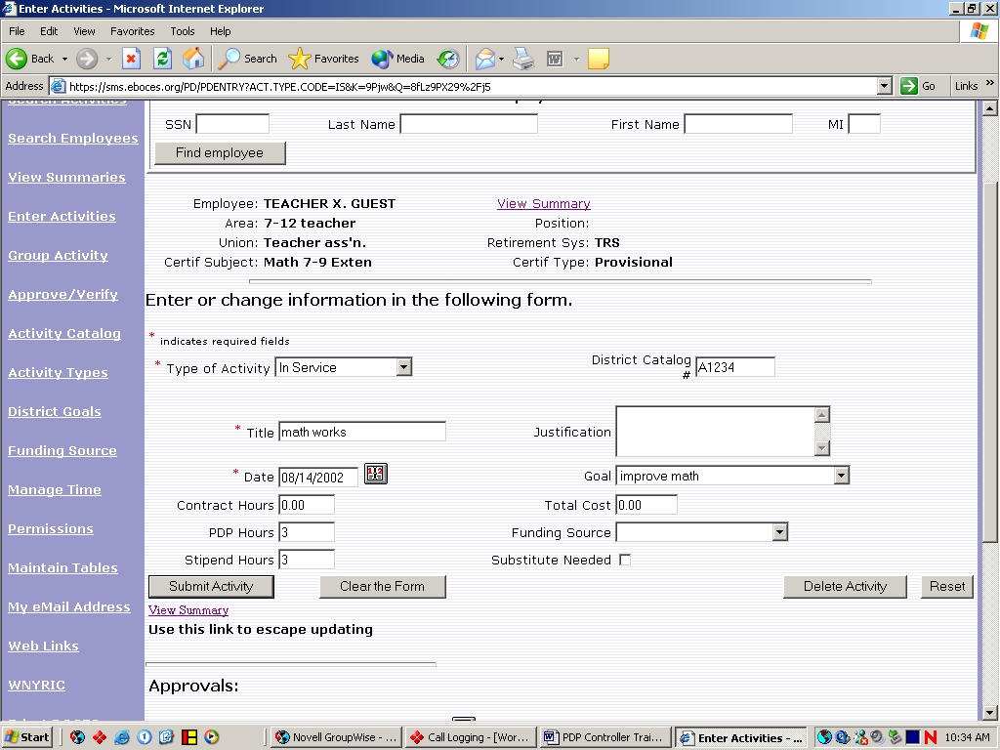 Enter Activities - Microsoft Internet Explorer
File Edit View Favorites Tools Help
Back Search Favorites Media
Address https://sms.eboces.org/PD/PDENTRY?ACT.TYPE.CODE=IS&K=9Pjw&Q=8fLz9PX29%2Fj5 Go Links »
Search Activities
SSN Last Name First Name MI
Search Employees
Find employee
View Summaries
Employee: TEACHER X. GUEST View Summary
Enter Activities
Area: 7-12 teacher Position:
Union: Teacher ass'n. Retirement Sys: TRS
Group Activity
Certif Subject: Math 7-9 Exten Certif Type: Provisional
Approve/Verify
Enter or change information in the following form.
Activity Catalog
* indicates required fields
Activity Types
* Type of Activity In Service District Catalog # A1234
District Goals
* Title math works Justification
Funding Source
* Date 08/14/2002 Goal improve math
Manage Time
Contract Hours 0.00 Total Cost 0.00
Permissions
PDP Hours 3 Funding Source
Maintain Tables
Stipend Hours 3 Substitute Needed
Submit Activity Clear the Form Delete Activity Reset
My eMail Address
View Summary
Use this link to escape updating
Web Links
WNYRIC
Approvals:
Start Novell GroupWise - ... Call Logging - [Wor... PDP Controller Trai... Enter Activities - ... 10:34 AM